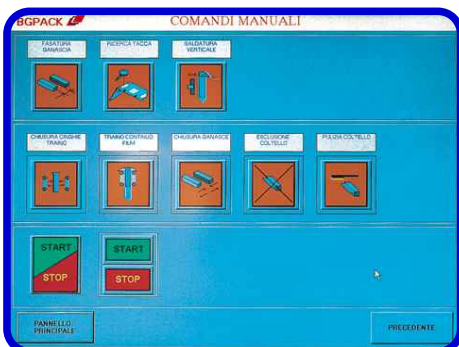 BGPACK
COMANDI MANUALI
FASATURA
GANASCIA
RICERCA TACCA
SALDATURA
VERTICALE
CHIUSURA CINGHIE
TRAINO
TRAINO CONTINUO
FILM
CHIUSURA GANASCE
ESCLUSIONE
COLTELLO
PULIZIA COLTELLO
START
STOP
START
STOP
PANNELLO
PRINCIPALE
PRECEDENTE